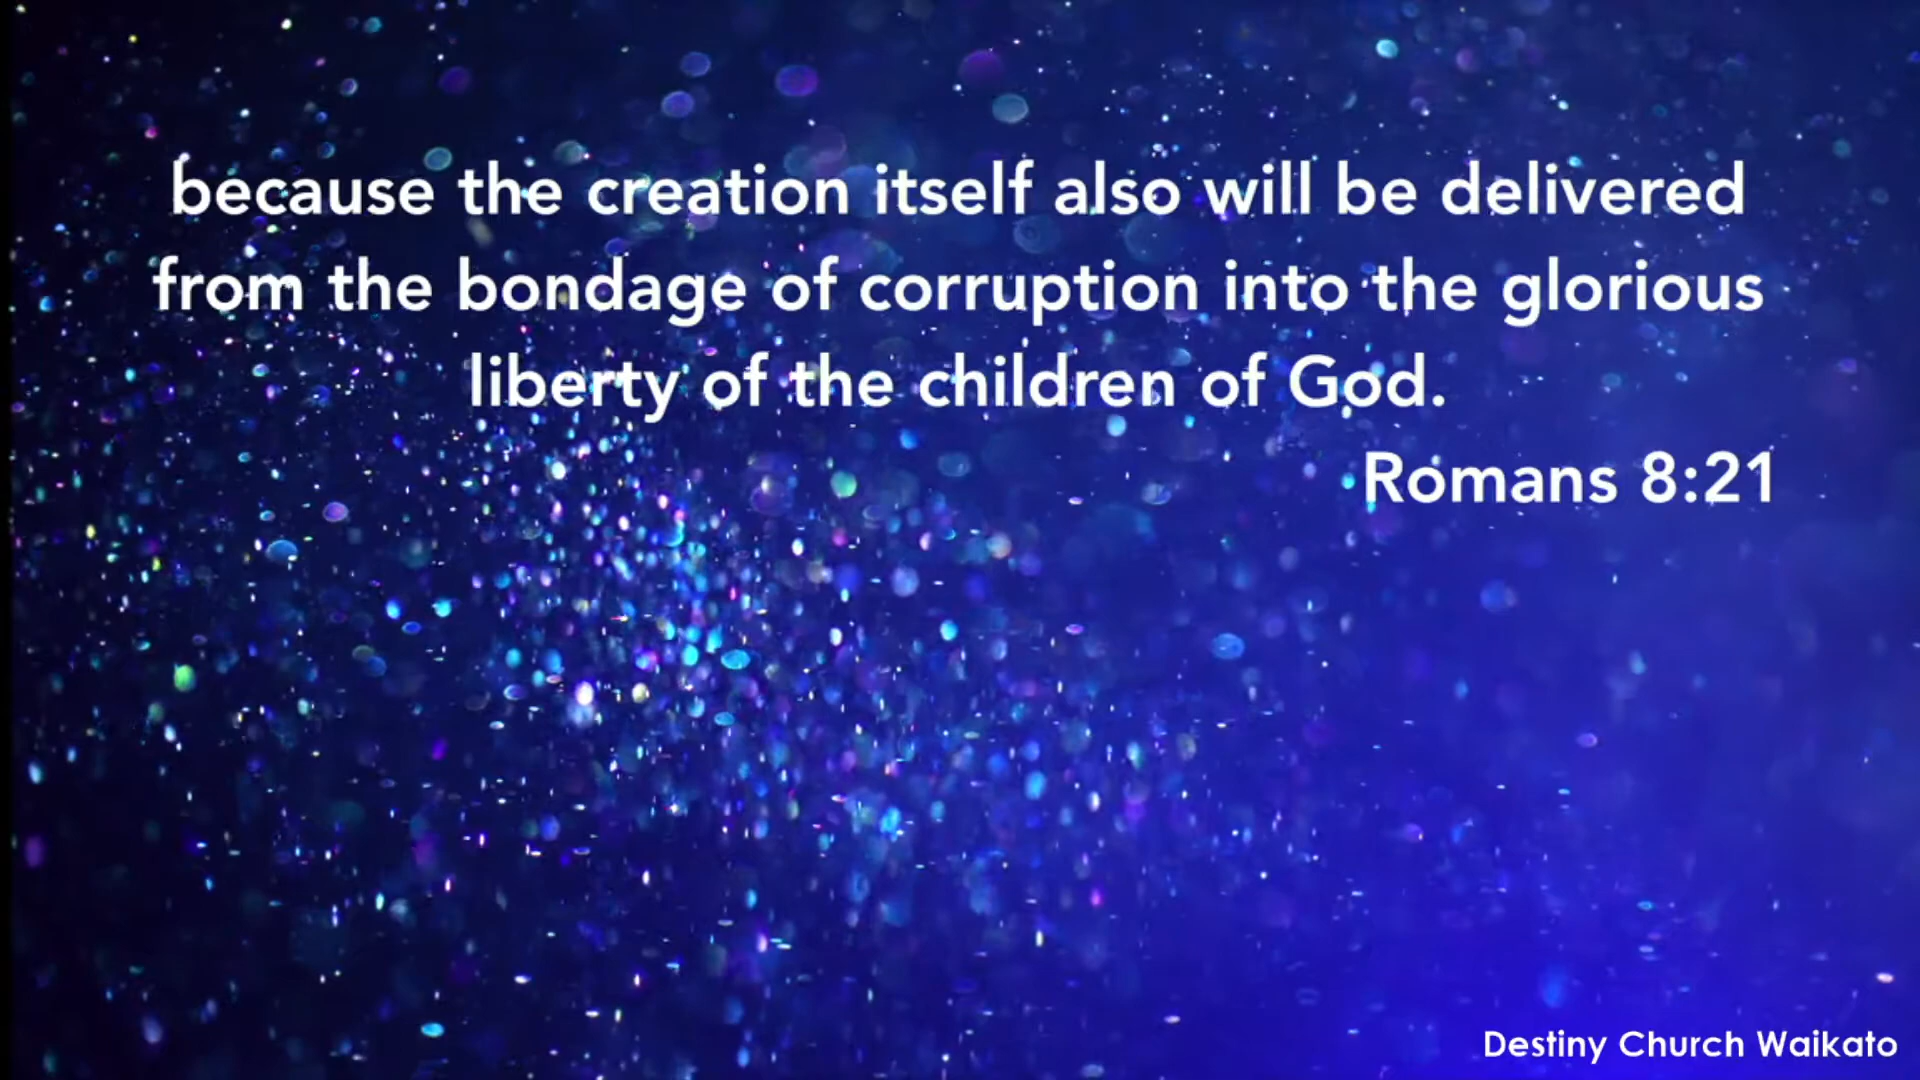 because the creation itself also will be delivered
from the bondage of corruption into the glorious
liberty of the children of God.
Romans 8:21
Destiny Church Waikato